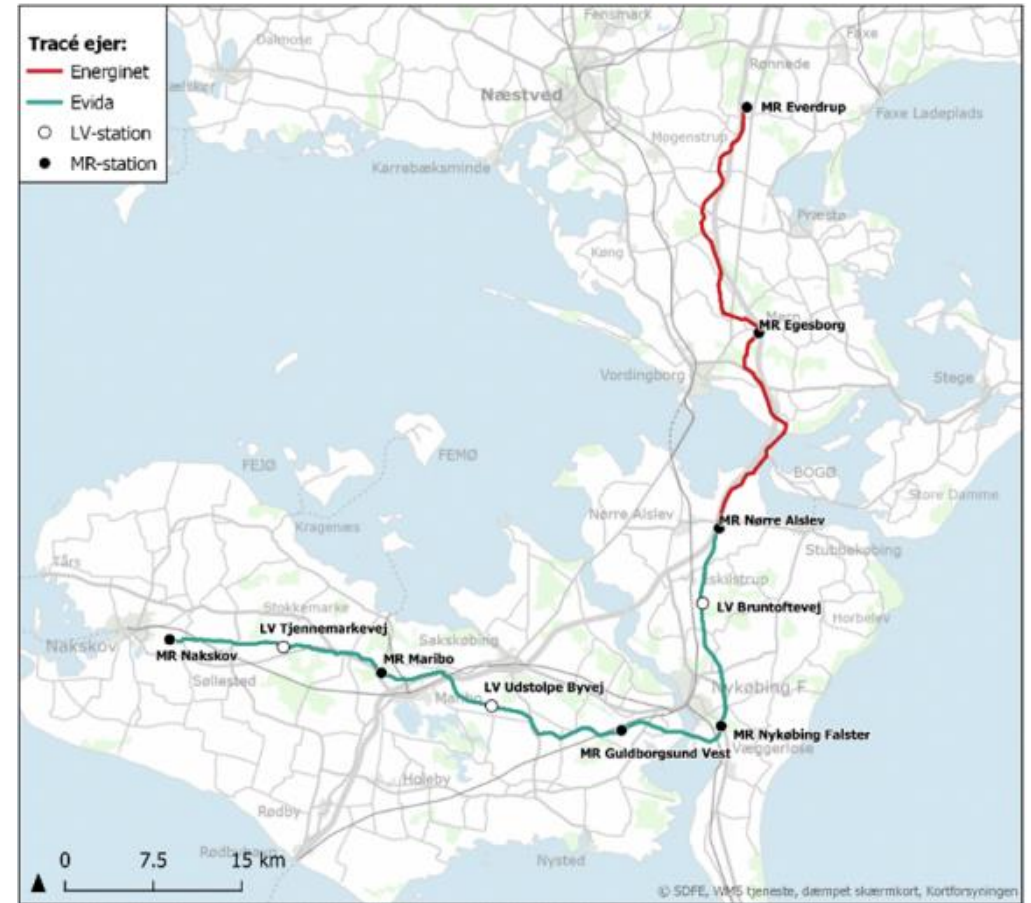 Tracé ejer:
Energinet
Evida
LV-station
MR-station
Fensmark
Dalmose
Faxe
Rønnede
Næstved
MR Everdrup
Faxe Ladeplads
Mogenstrup
Karrebæksminde
Præstø
Køng
MR Egesborg
Vordingborg
Stege
FEJØ
FEMØ
BOGØ
Store Damme
Nørre Alslev
MR Nørre Alslev
Kragenæs
Stubbekøbing
Tårs
Eskilstrup
Stokkemarke
LV Bruntoftevej
Horbelev
LV Tjennemarkevej
Nakskov
MR Nakskov
Sakskøbing
MR Maribo
Søllested
LV Udstolpe Byvej
Maribo
Nykøbing F
MR Nykøbing Falster
Væggerløse
MR Guldborgsund Vest
Holeby
Rødby
Rødbyhavn
Nysted
0 7.5 15 km
© SDFE, WMS tjeneste, dæmpet skærmkort, Kortforsyningen